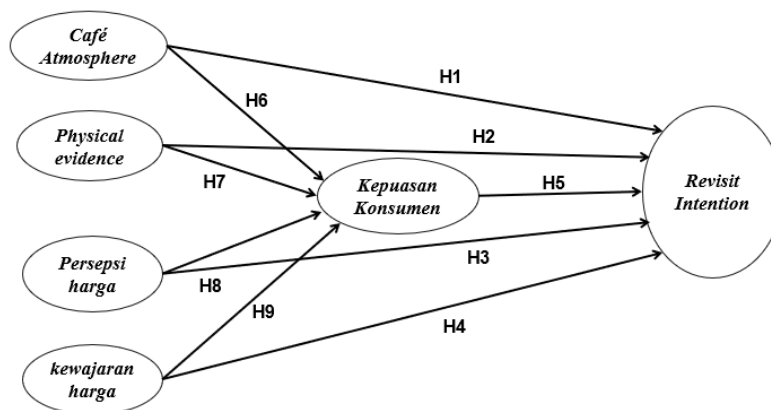 Café
Atmosphere
H1
H6
Physical
evidence
H2
H7
Kepuasan
Konsumen
H5
Revisit
Intention
Persepsi
harga
H3
H8
H9
H4
kewajaran
harga